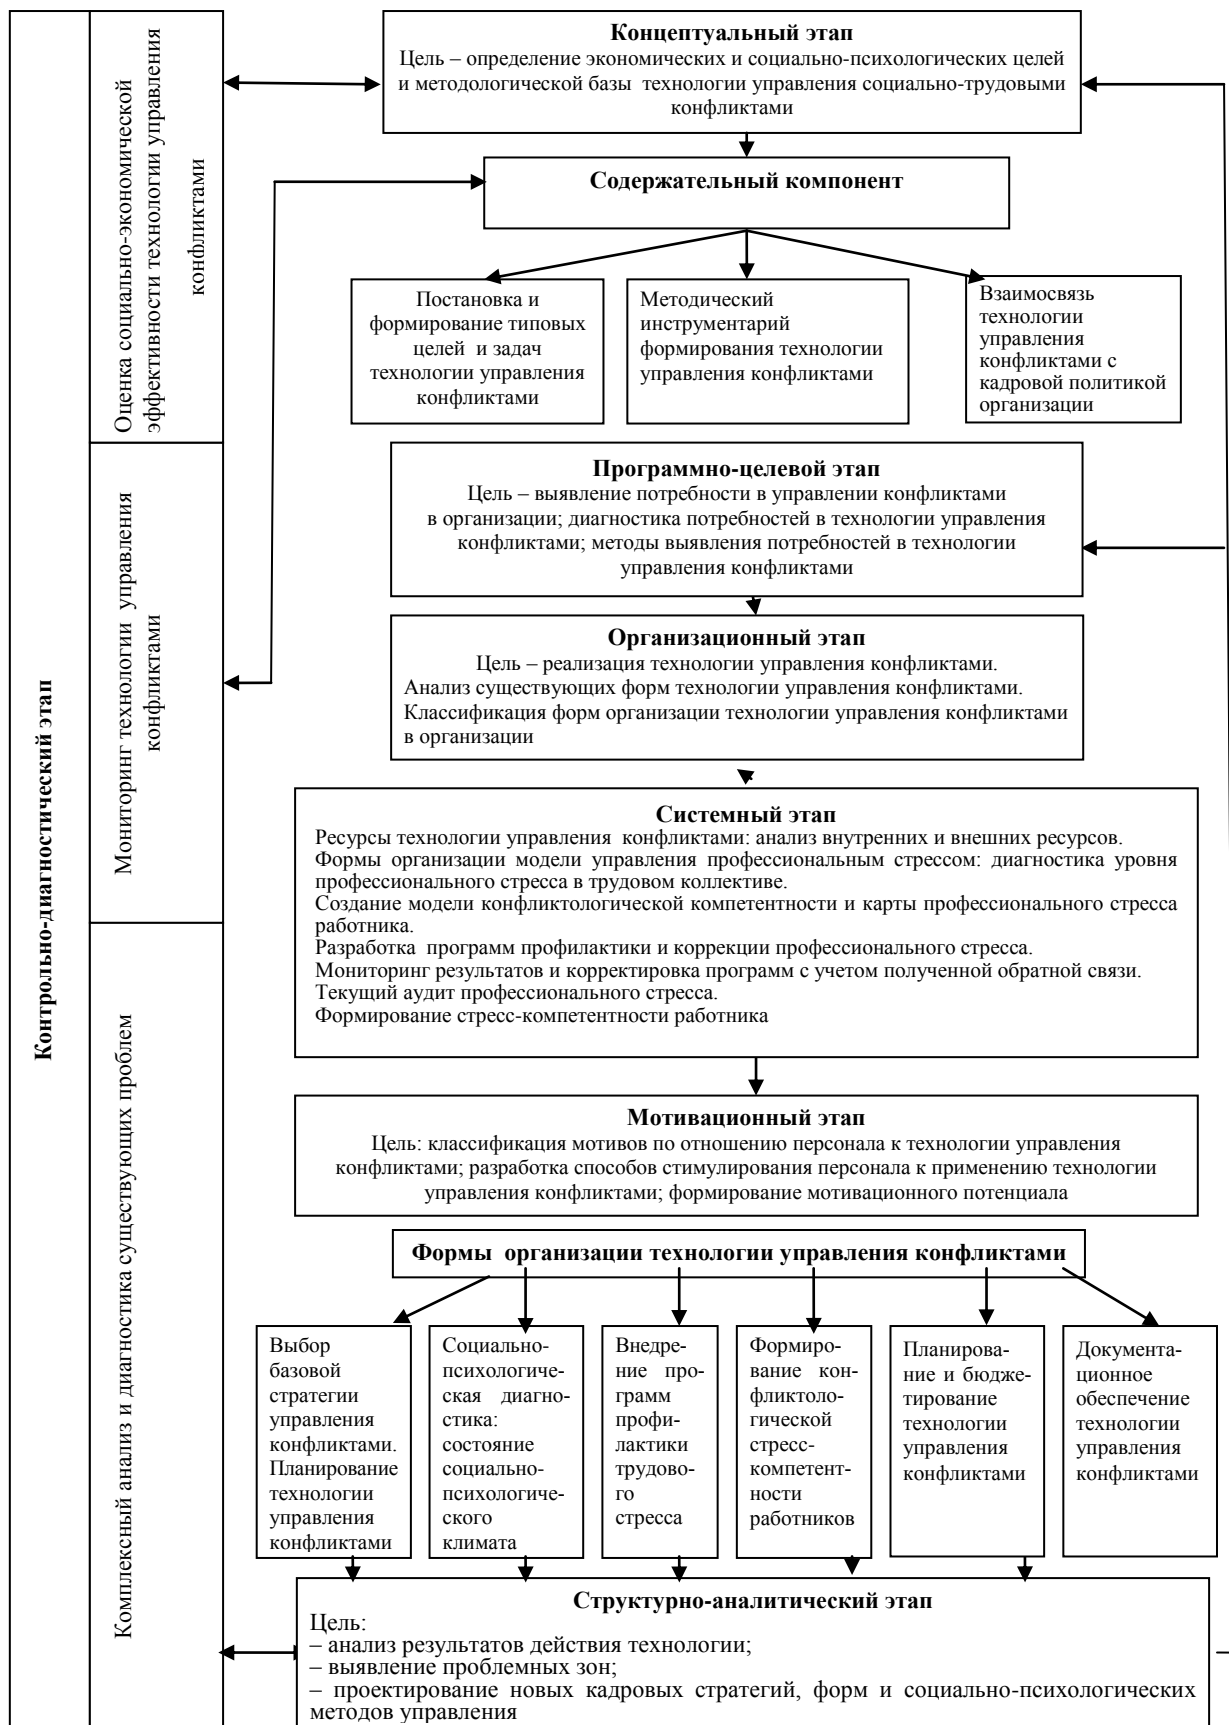 Контрольно-диагностический этап
Оценка социально-экономической
эффективности технологии управления
конфликтами
Мониторинг технологии управления
конфликтами
Комплексный анализ и диагностика существующих проблем
Концептуальный этап
Цель – определение экономических и социально-психологических целей
и методологической базы технологии управления социально-трудовыми
конфликтами
Содержательный компонент
Постановка и
формирование типовых
целей и задач
технологии управления
конфликтами
Методический
инструментарий
формирования технологии
управления конфликтами
Взаимосвязь
технологии
управления
конфликтами с
кадровой политикой
организации
Программно-целевой этап
Цель – выявление потребности в управлении конфликтами
в организации; диагностика потребностей в технологии управления
конфликтами; методы выявления потребностей в технологии
управления конфликтами
Организационный этап
Цель – реализация технологии управления конфликтами.
Анализ существующих форм технологии управления конфликтами.
Классификация форм организации технологии управления конфликтами
в организации
Системный этап
Ресурсы технологии управления конфликтами: анализ внутренних и внешних ресурсов.
Формы организации модели управления профессиональным стрессом: диагностика уровня
профессионального стресса в трудовом коллективе.
Создание модели конфликтологической компетентности и карты профессионального стресса
работника.
Разработка программ профилактики и коррекции профессионального стресса.
Мониторинг результатов и корректировка программ с учетом полученной обратной связи.
Текущий аудит профессионального стресса.
Формирование стресс-компетентности работника
Мотивационный этап
Цель: классификация мотивов по отношению персонала к технологии управления
конфликтами; разработка способов стимулирования персонала к применению технологии
управления конфликтами; формирование мотивационного потенциала
Формы организации технологии управления конфликтами
Выбор
базовой
стратегии
управления
конфликтами.
Планирование
технологии
управления
конфликтами
Социально-
психологиче-
ская диагно-
стика:
состояние
социально-
психологиче-
ского
климата
Внедре-
ние про-
грамм
профи-
лактики
трудово-
го
стресса
Формиро-
вание кон-
фликтоло-
гической
стресс-
компетент-
ности
работников
Планирова-
ние и бюдже-
тирование
технологии
управления
конфликтами
Документа-
ционное
обеспечение
технологии
управления
конфликтами
Структурно-аналитический этап
Цель:
– анализ результатов действия технологии;
– выявление проблемных зон;
– проектирование новых кадровых стратегий, форм и социально-психологических
методов управления